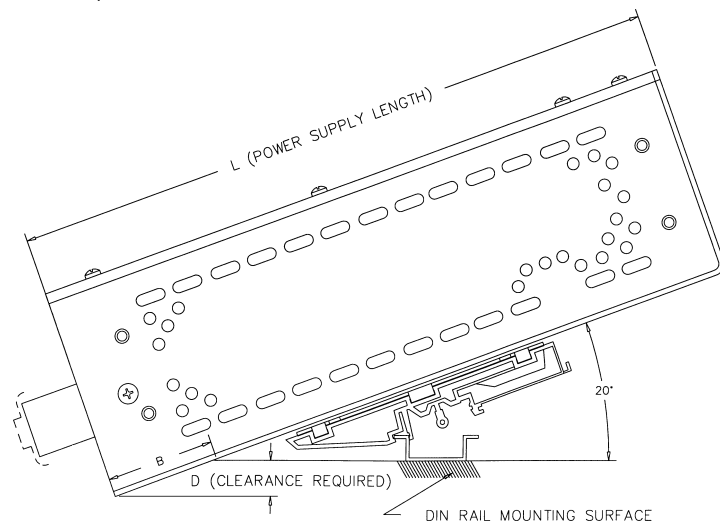 L (POWER SUPPLY LENGTH)
20°
B
D (CLEARANCE REQUIRED)
DIN RAIL MOUNTING SURFACE